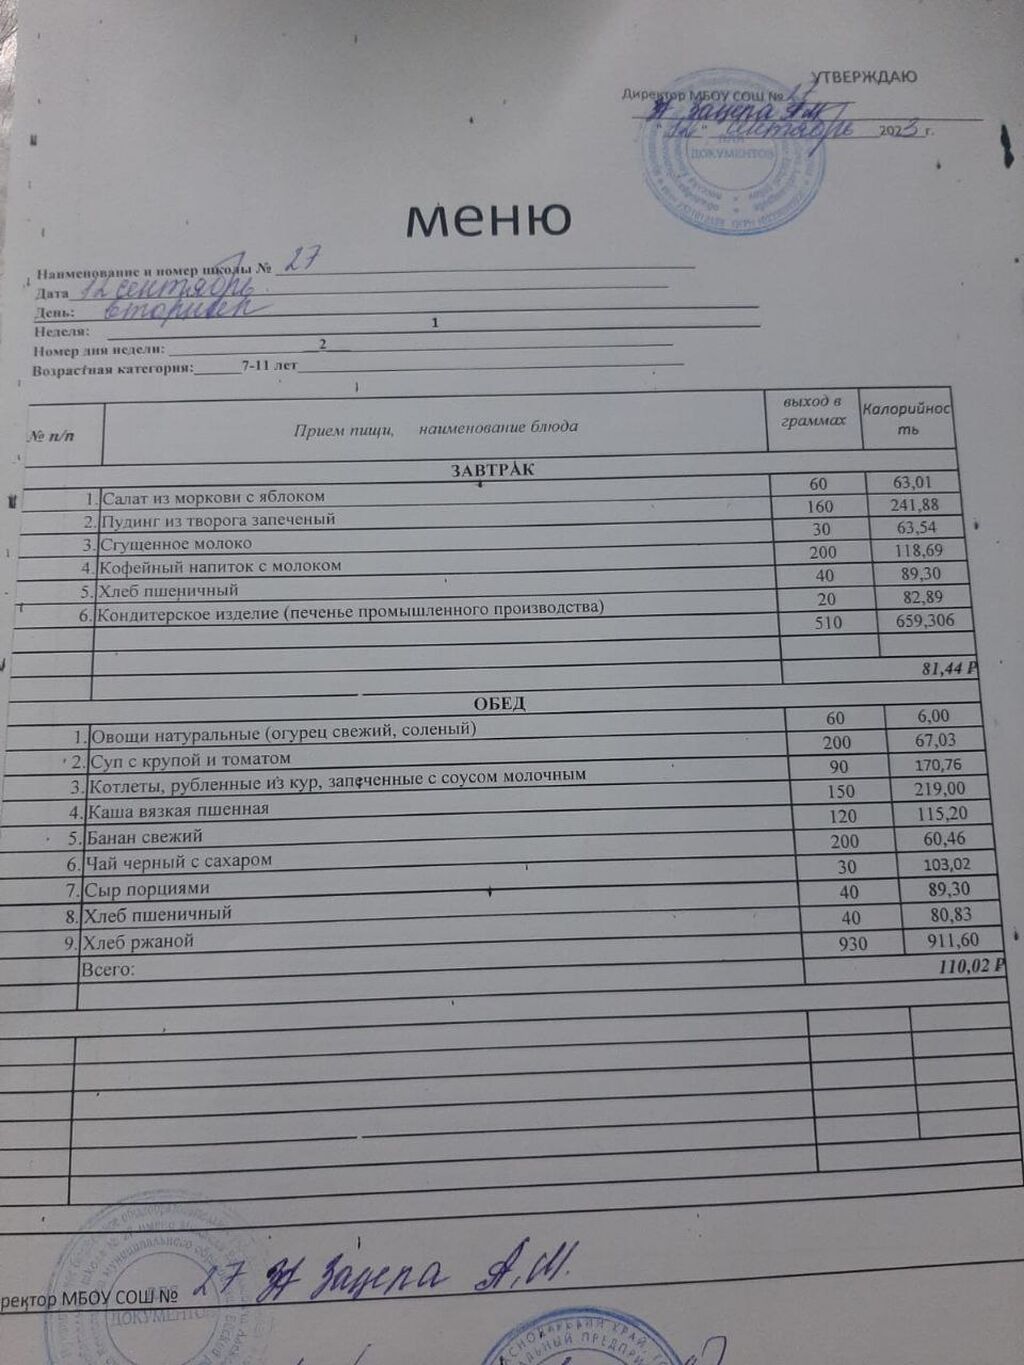 УТВЕРЖДАЮ
Директор МБОУ СОШ № 27
Зацепа А.М
"12" сентябрь 2023 г.
ДОКУМЕНТОВ
меню
Наименование и номер школы № 27
Дата 12 сентябрь
День: вторник
Неделя: 1
Номер дня недели: 2
Возрастная категория: 7-11 лет
№ п/п Прием пищи, наименование блюда выход в граммах Калорийность
ЗАВТРАК
1. Салат из моркови с яблоком 60 63,01
2. Пудинг из творога запеченый 160 241,88
3. Сгущенное молоко 30 63,54
4. Кофейный напиток с молоком 200 118,69
5. Хлеб пшеничный 40 89,30
6. Кондитерское изделие (печенье промышленного производства) 20 82,89
510 659,306
81,44 ₽
ОБЕД
1. Овощи натуральные (огурец свежий, соленый) 60 6,00
2. Суп с крупой и томатом 200 67,03
3. Котлеты, рубленные из кур, запеченные с соусом молочным 90 170,76
4. Каша вязкая пшенная 150 219,00
5. Банан свежий 120 115,20
6. Чай черный с сахаром 200 60,46
7. Сыр порциями 30 103,02
8. Хлеб пшеничный 40 89,30
9. Хлеб ржаной 40 80,83
Всего: 930 911,60
110,02 ₽
ректор МБОУ СОШ № 27 Зацепа А.М.
ДОКУМЕНТОВ